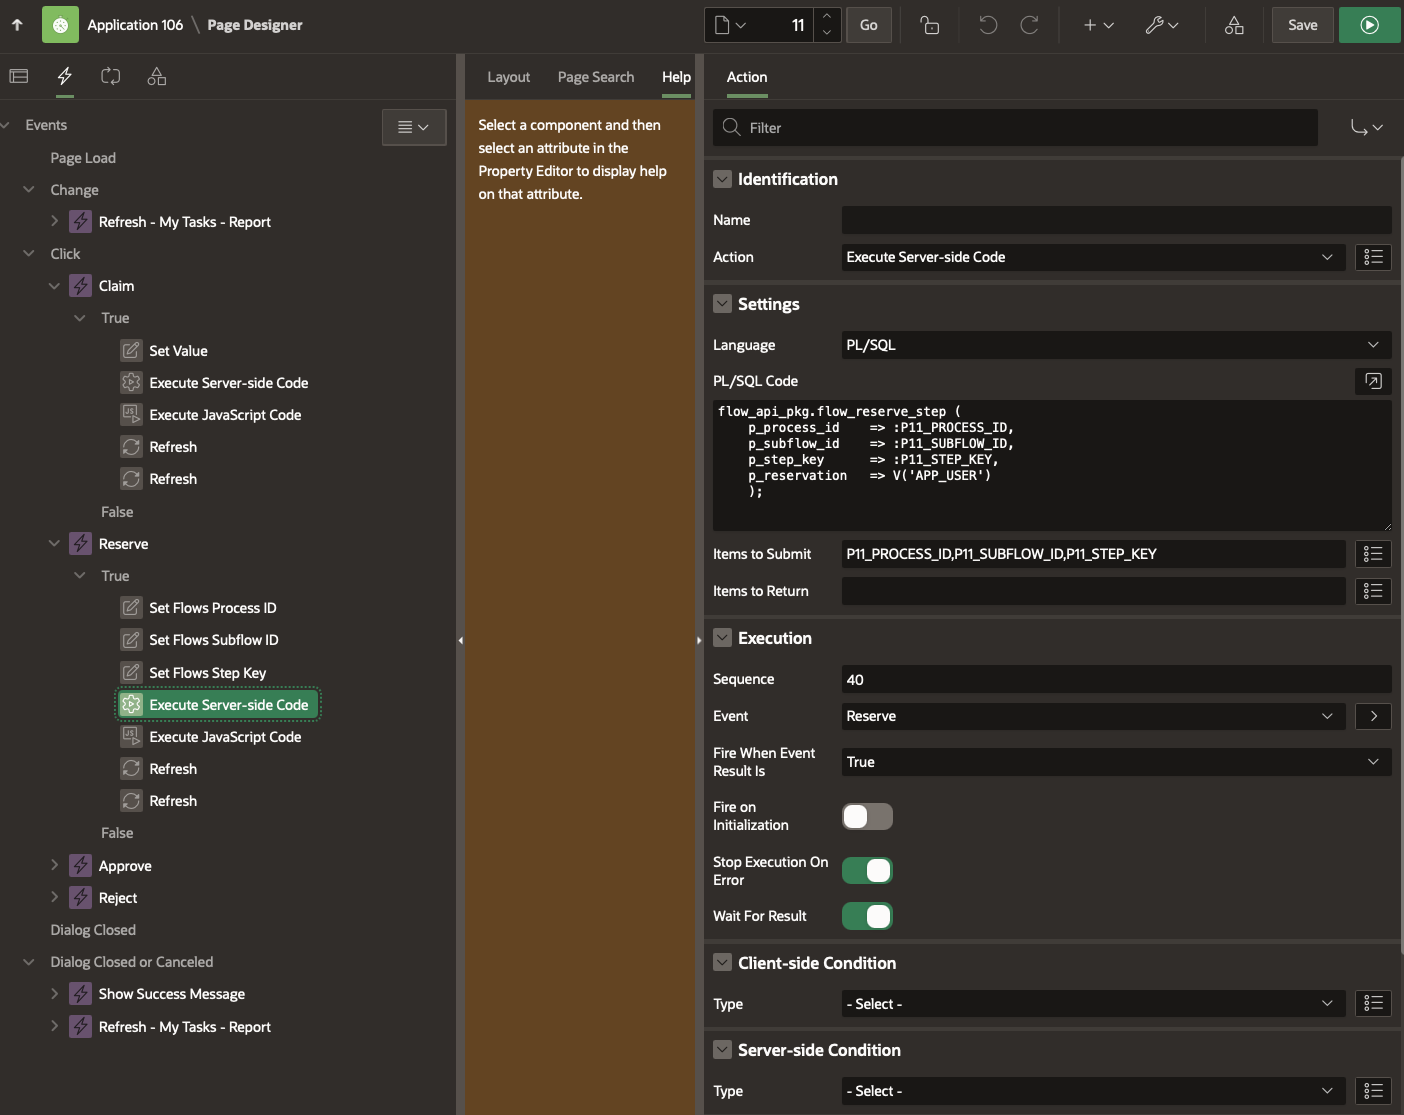 Application 106 \ Page Designer
11
Go
Save
Layout
Page Search
Help
Action
Events
Page Load
Change
Refresh - My Tasks - Report
Click
Claim
True
Set Value
Execute Server-side Code
Execute JavaScript Code
Refresh
Refresh
False
Reserve
True
Set Flows Process ID
Set Flows Subflow ID
Set Flows Step Key
Execute Server-side Code
Execute JavaScript Code
Refresh
Refresh
False
Approve
Reject
Dialog Closed
Dialog Closed or Canceled
Show Success Message
Refresh - My Tasks - Report
Select a component and then
select an attribute in the
Property Editor to display help
on that attribute.
Filter
Identification
Name
Action
Execute Server-side Code
Settings
Language
PL/SQL
PL/SQL Code
flow_api_pkg.flow_reserve_step (
    p_process_id    => :P11_PROCESS_ID,
    p_subflow_id    => :P11_SUBFLOW_ID,
    p_step_key      => :P11_STEP_KEY,
    p_reservation   => V('APP_USER')
    );
Items to Submit
P11_PROCESS_ID,P11_SUBFLOW_ID,P11_STEP_KEY
Items to Return
Execution
Sequence
40
Event
Reserve
Fire When Event
Result Is
True
Fire on
Initialization
Stop Execution On
Error
Wait For Result
Client-side Condition
Type
- Select -
Server-side Condition
Type
- Select -